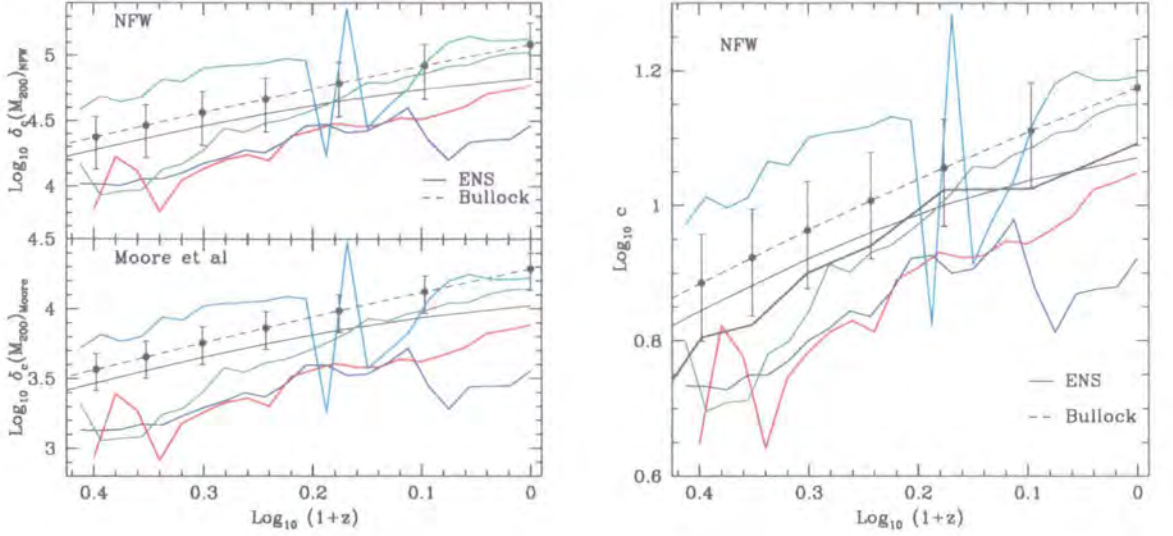 NFW
5
4.5
4
Log₁₀ δc(M₂₀₀)NFW
ENS
Bullock
4.5
Moore et al
4
3.5
3
Log₁₀ δc(M₂₀₀)Moore
0.4 0.3 0.2 0.1 0
Log₁₀ (1+z)
NFW
1.2
1
0.8
0.6
Log₁₀ c
ENS
Bullock
0.4 0.3 0.2 0.1 0
Log₁₀ (1+z)